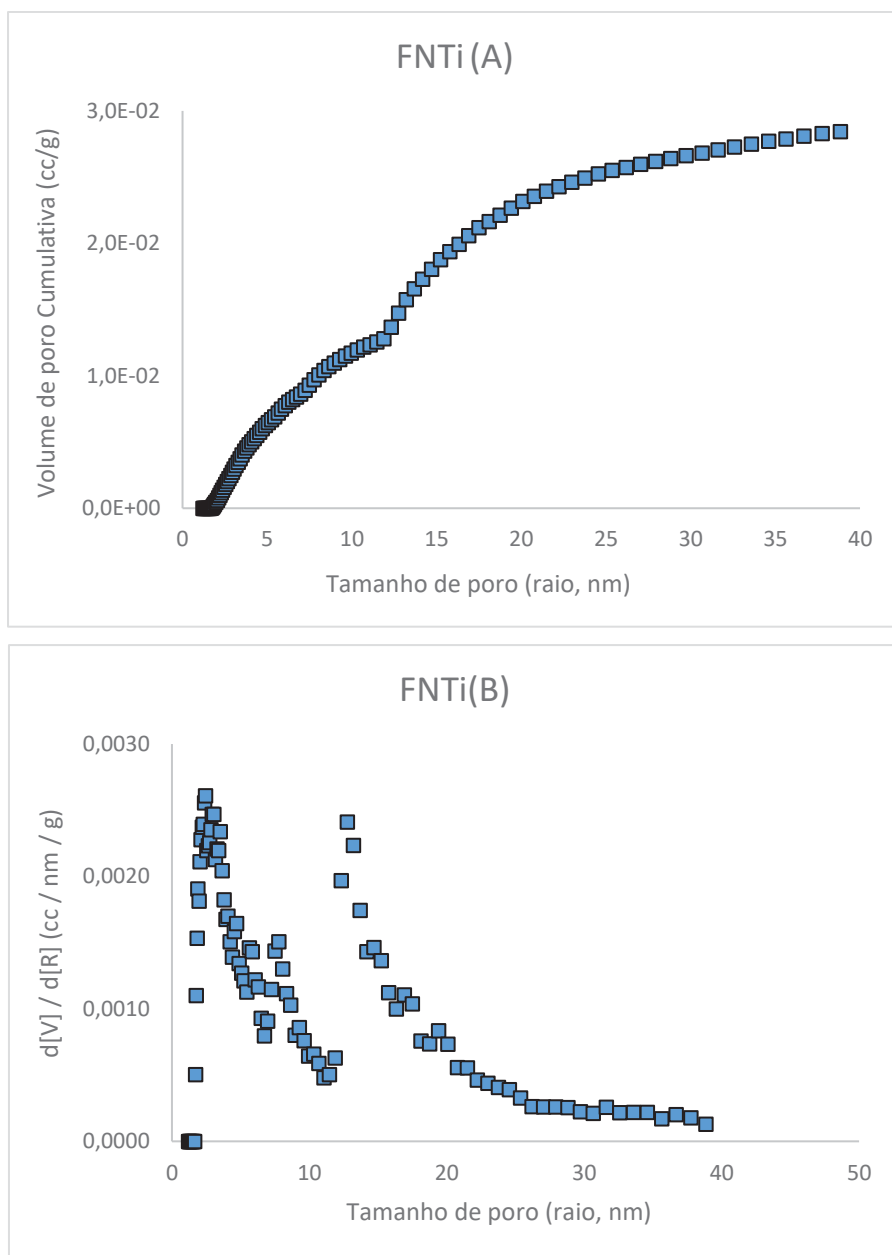 FNTi (A)
Volume de poro Cumulativa (cc/g)
3,0E-02
2,0E-02
1,0E-02
0,0E+00
0 5 10 15 20 25 30 35 40
Tamanho de poro (raio, nm)
FNTi(B)
d[V] / d[R] (cc / nm / g)
0,0030
0,0020
0,0010
0,0000
0 10 20 30 40 50
Tamanho de poro (raio, nm)